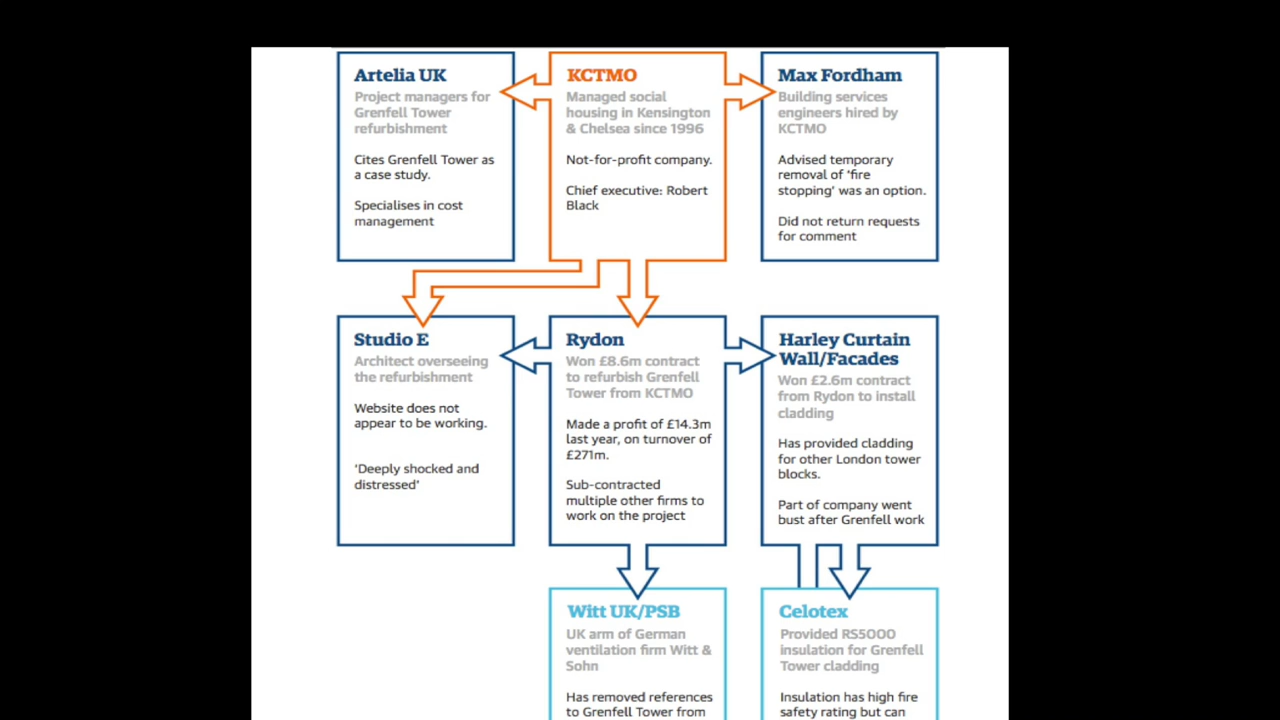 Artelia UK
Project managers for
Grenfell Tower
refurbishment
Cites Grenfell Tower as
a case study.
Specialises in cost
management
KCTMO
Managed social
housing in Kensington
& Chelsea since 1996
Not-for-profit company.
Chief executive: Robert
Black
Max Fordham
Building services
engineers hired by
KCTMO
Advised temporary
removal of 'fire
stopping' was an option.
Did not return requests
for comment
Studio E
Architect overseeing
the refurbishment
Website does not
appear to be working.
'Deeply shocked and
distressed'
Rydon
Won £8.6m contract
to refurbish Grenfell
Tower from KCTMO
Made a profit of £14.3m
last year, on turnover of
£271m.
Sub-contracted
multiple other firms to
work on the project
Harley Curtain
Wall/Facades
Won £2.6m contract
from Rydon to install
cladding
Has provided cladding
for other London tower
blocks.
Part of company went
bust after Grenfell work
Witt UK/PSB
UK arm of German
ventilation firm Witt &
Sohn
Has removed references
to Grenfell Tower from
Celotex
Provided RS5000
insulation for Grenfell
Tower cladding
Insulation has high fire
safety rating but can